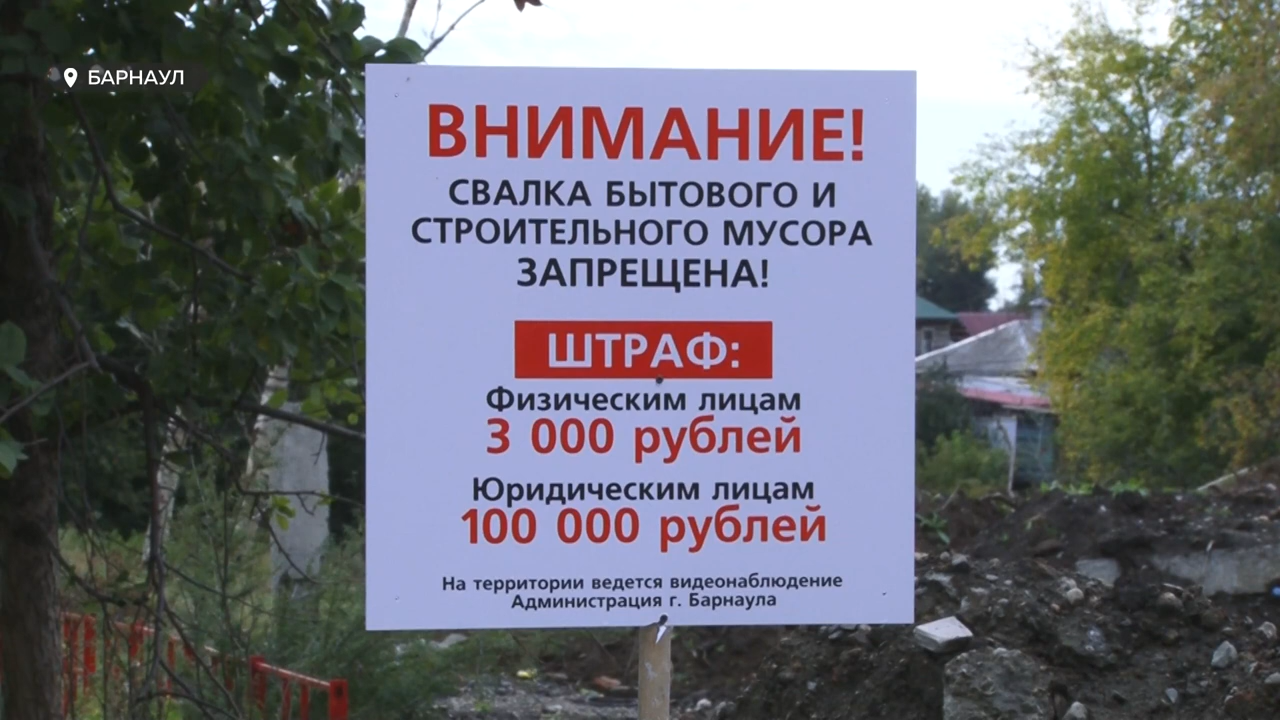 БАРНАУЛ
ВНИМАНИЕ!
СВАЛКА БЫТОВОГО И
СТРОИТЕЛЬНОГО МУСОРА
ЗАПРЕЩЕНА!
ШТРАФ:
Физическим лицам
3 000 рублей
Юридическим лицам
100 000 рублей
На территории ведется видеонаблюдение
Администрация г. Барнаула